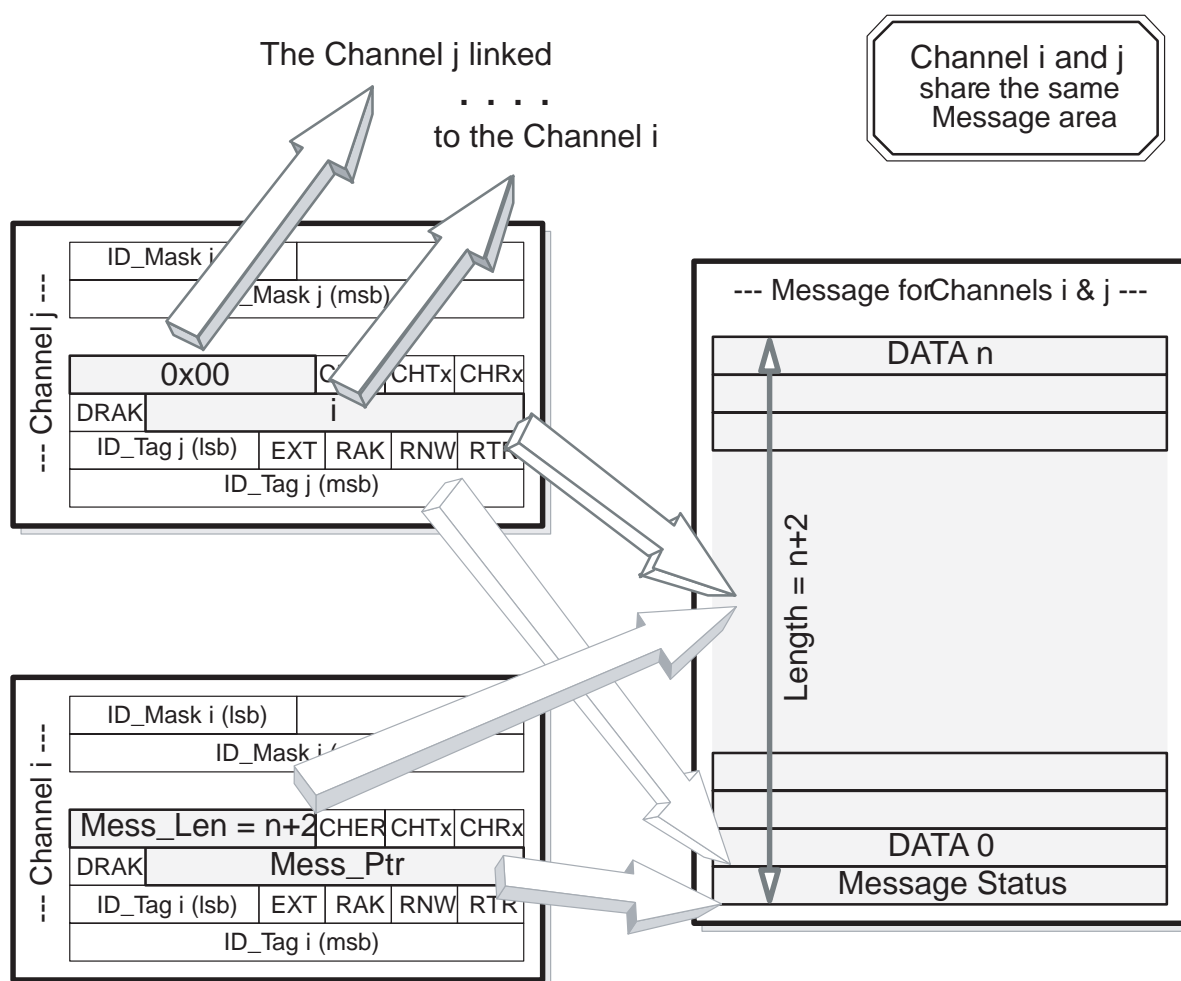 The Channel j linked
. . . .
to the Channel i
Channel i and j
share the same
Message area
--- Channel j ---
ID_Mask j
Mask j (msb)
0x00 CHTx CHRx
DRAK i
ID_Tag j (lsb) EXT RAK RNW RTR
ID_Tag j (msb)
--- Channel i ---
ID_Mask i (lsb)
ID_Mask i
Mess_Len = n+2 CHER CHTx CHRx
DRAK Mess_Ptr
ID_Tag i (lsb) EXT RAK RNW RTR
ID_Tag i (msb)
--- Message forChannels i & j ---
DATA n
Length = n+2
DATA 0
Message Status